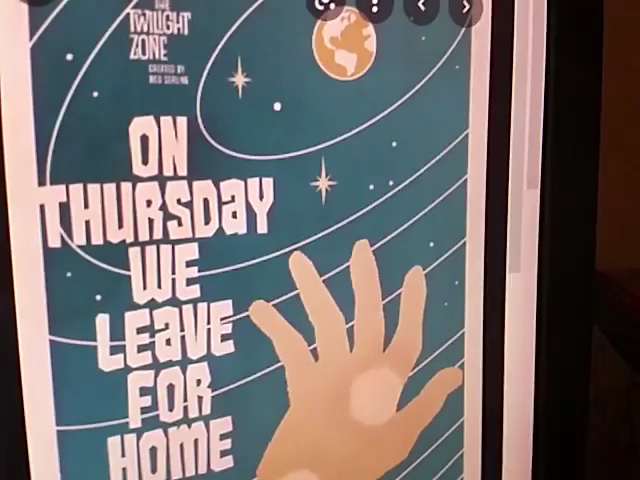 THE
TWILIGHT
ZONE
CREATED BY
ROD SERLING
ON
THURSDAY
WE
LEAVE
FOR
HOME